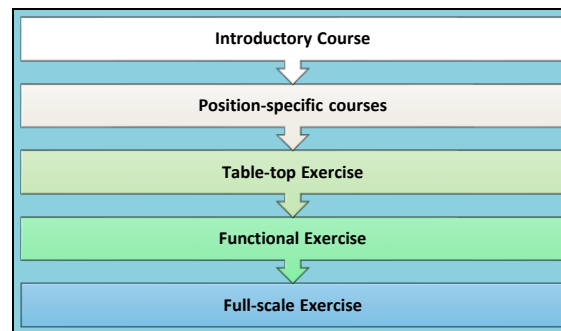 Introductory Course
Position-specific courses
Table-top Exercise
Functional Exercise
Full-scale Exercise